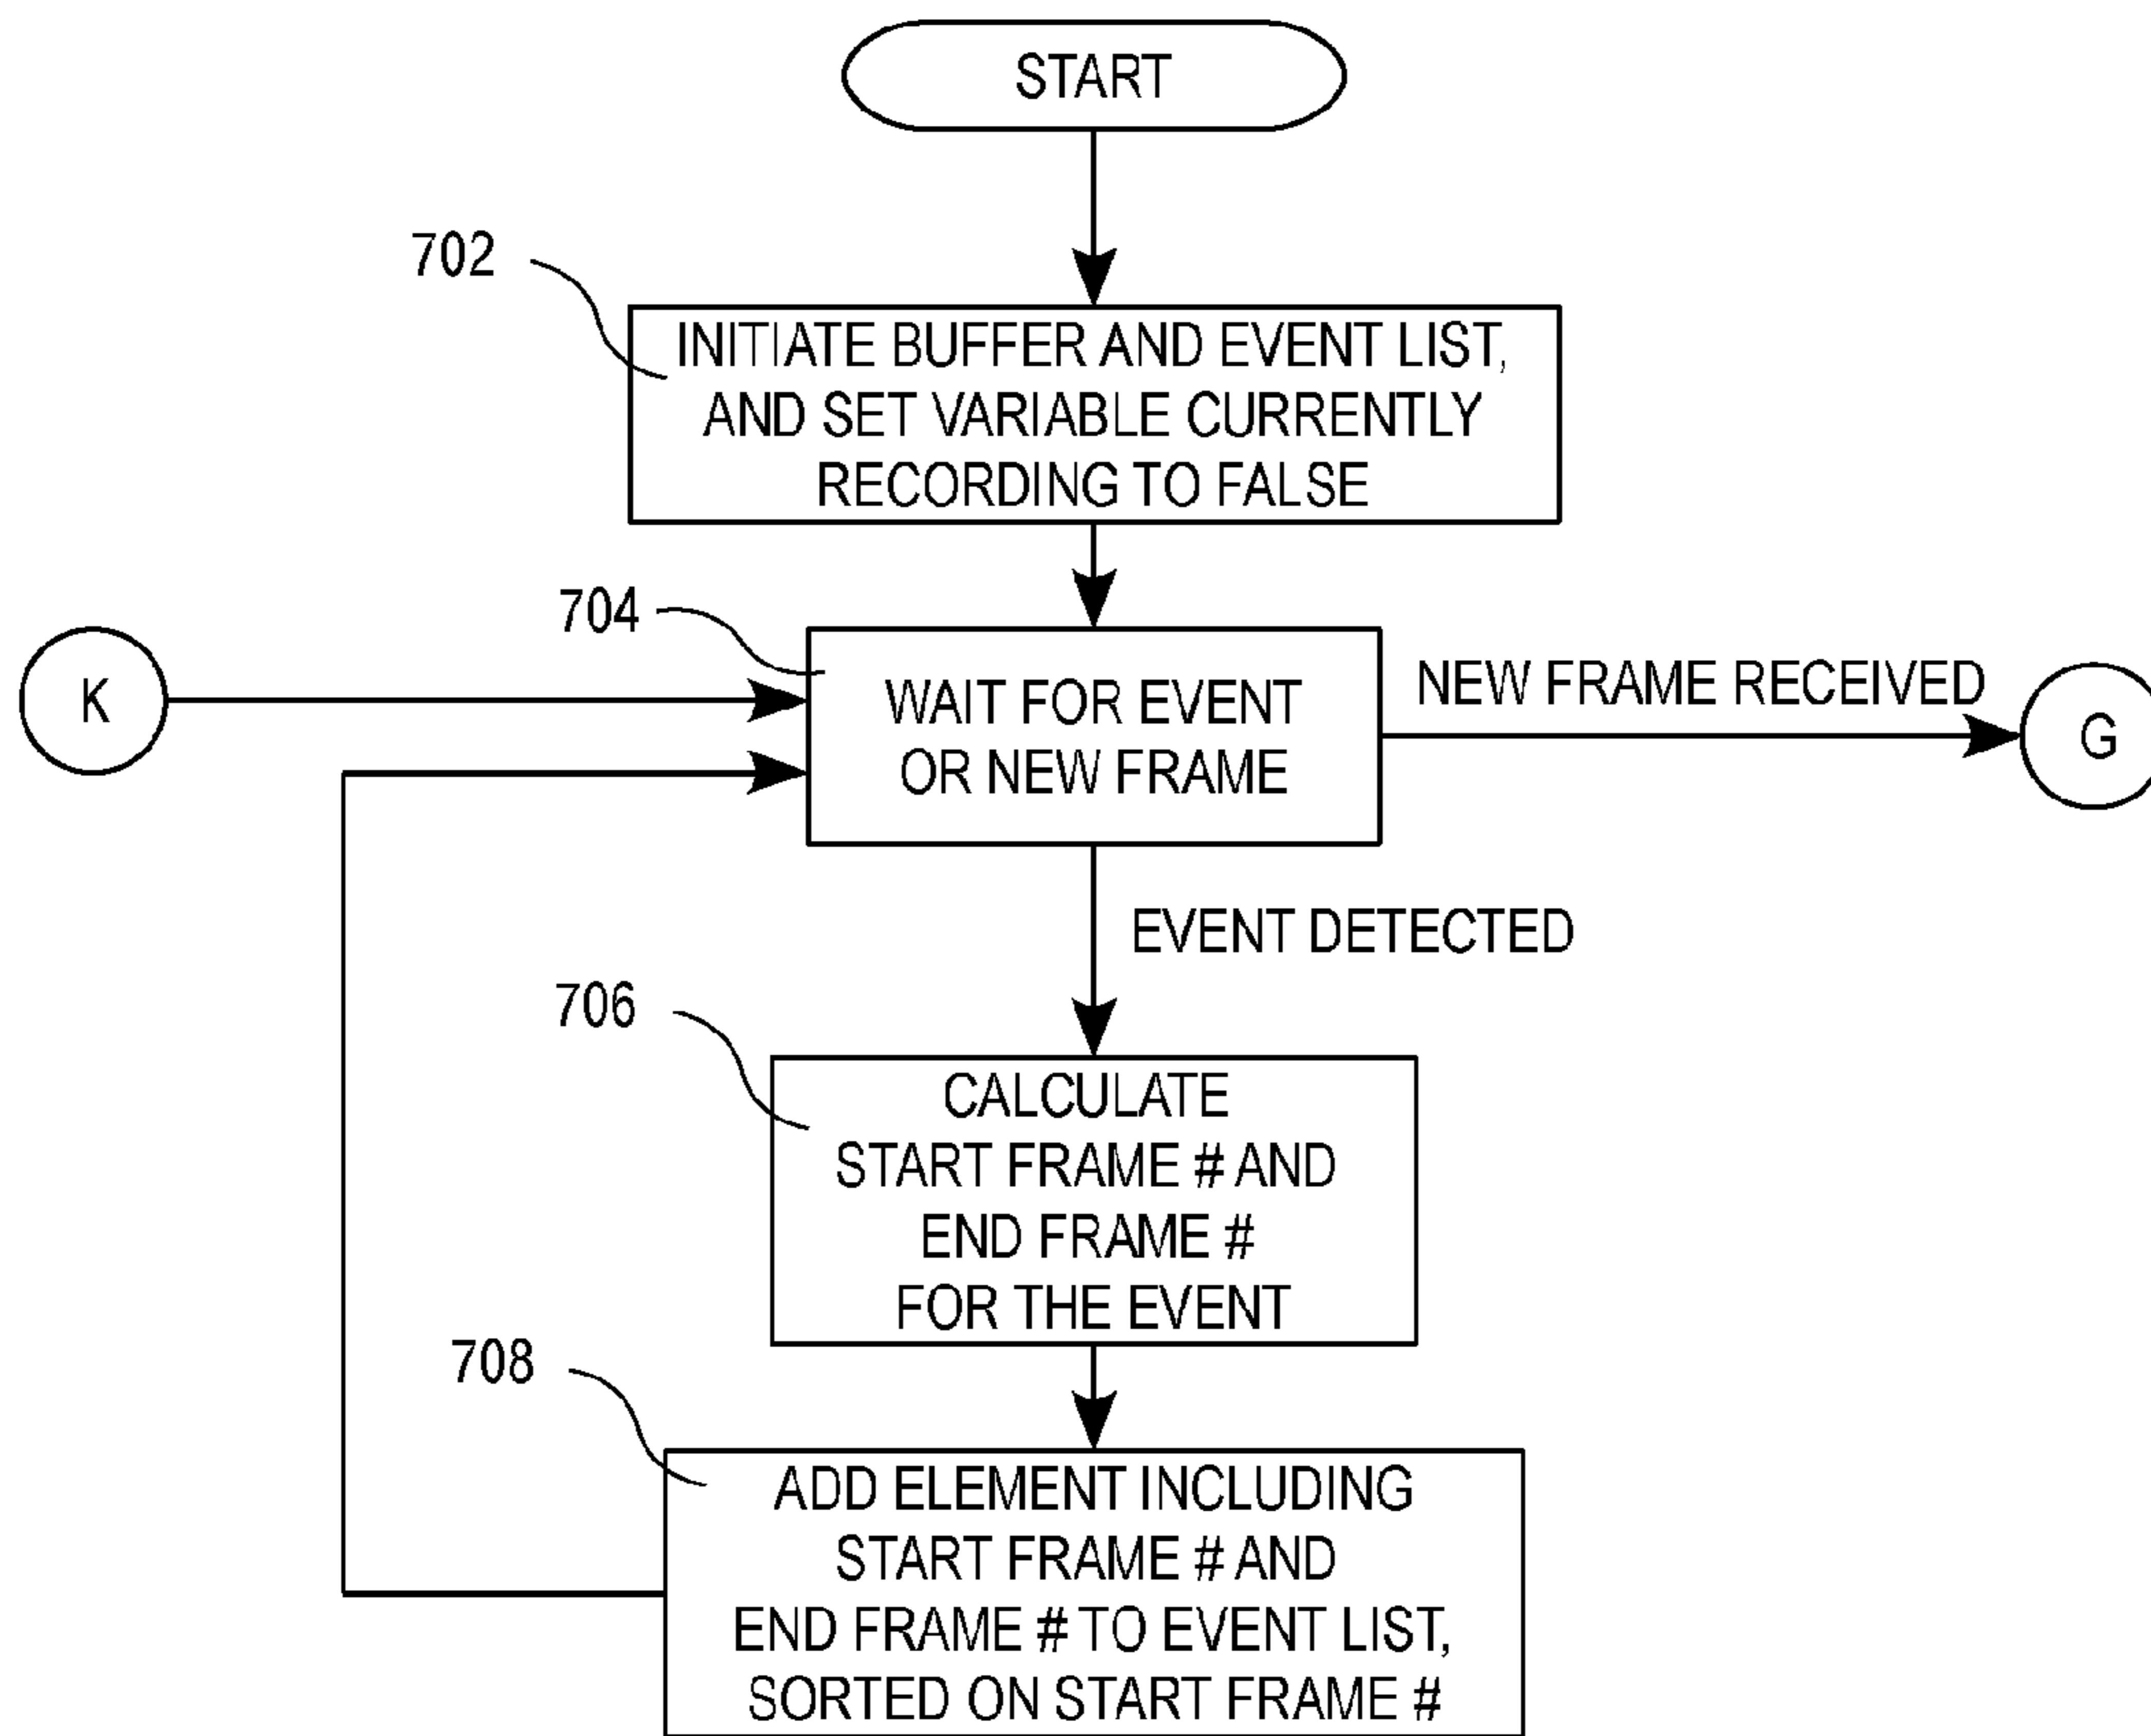 START
702
INITIATE BUFFER AND EVENT LIST,
AND SET VARIABLE CURRENTLY
RECORDING TO FALSE
704
K
WAIT FOR EVENT
OR NEW FRAME
NEW FRAME RECEIVED
G
EVENT DETECTED
706
CALCULATE
START FRAME # AND
END FRAME #
FOR THE EVENT
708
ADD ELEMENT INCLUDING
START FRAME # AND
END FRAME # TO EVENT LIST,
SORTED ON START FRAME #